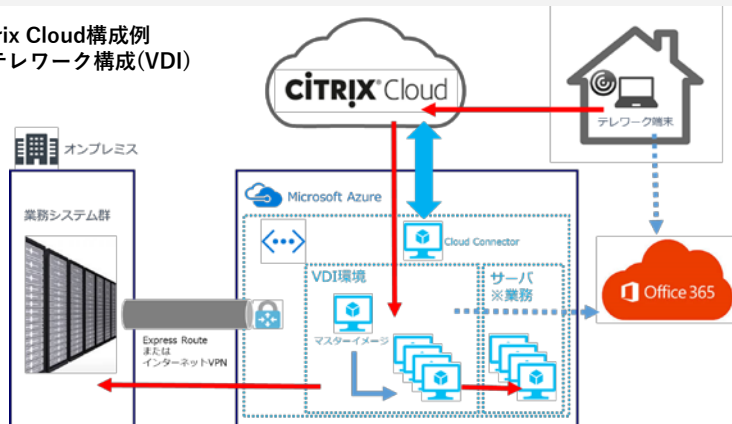 rix Cloud構成例
テレワーク構成(VDI)
CİTRIX Cloud
テレワーク端末
オンプレミス
業務システム群
Microsoft Azure
Cloud Connector
VDI環境
サーバ
※業務
マスターイメージ
Office 365
Express Route
または
インターネットVPN